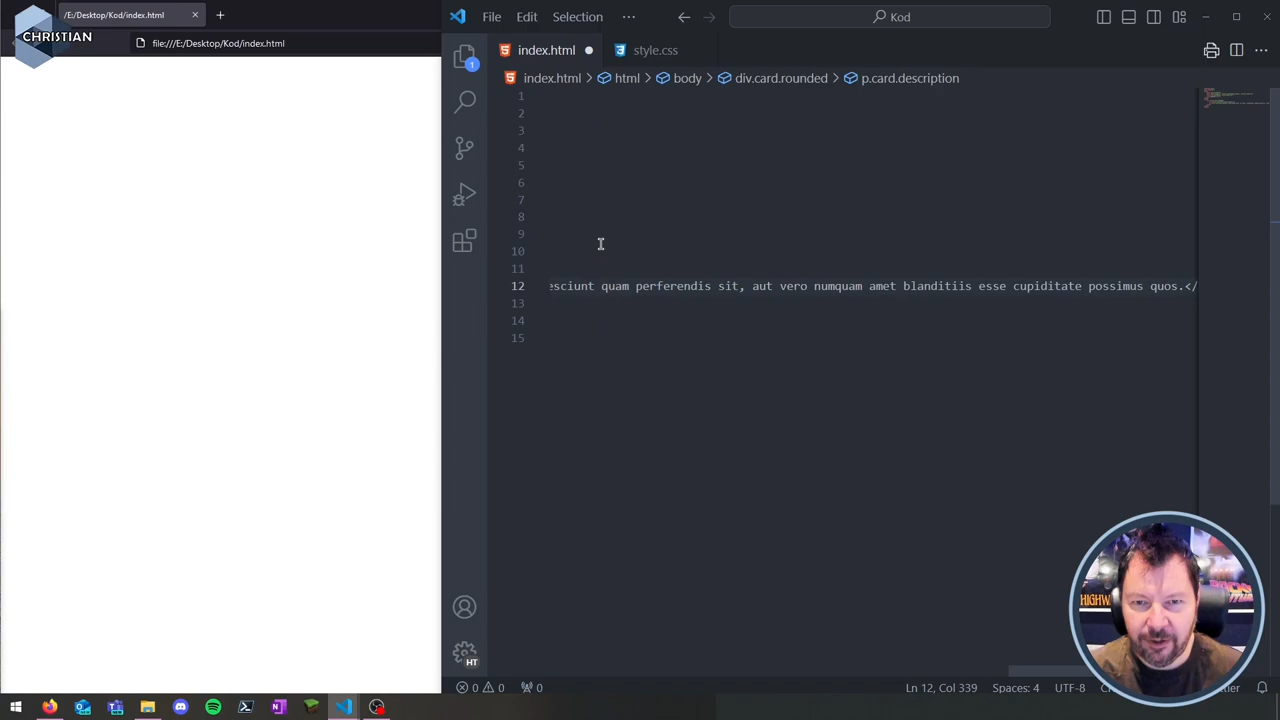 /E:/Desktop/Kod/index.html
CHRISTIAN
file:///E:/Desktop/Kod/index.html
File Edit Selection ··· Kod
index.html style.css
1
index.html > html > body > div.card.rounded > p.card.description
1
2
3
4
5
6
7
8
9
10
11
12 esciunt quam perferendis sit, aut vero numquam amet blanditiis esse cupiditate possimus quos.</
13
14
15
HIGHW
HT
0 0 0 Ln 12, Col 339 Spaces: 4 UTF-8